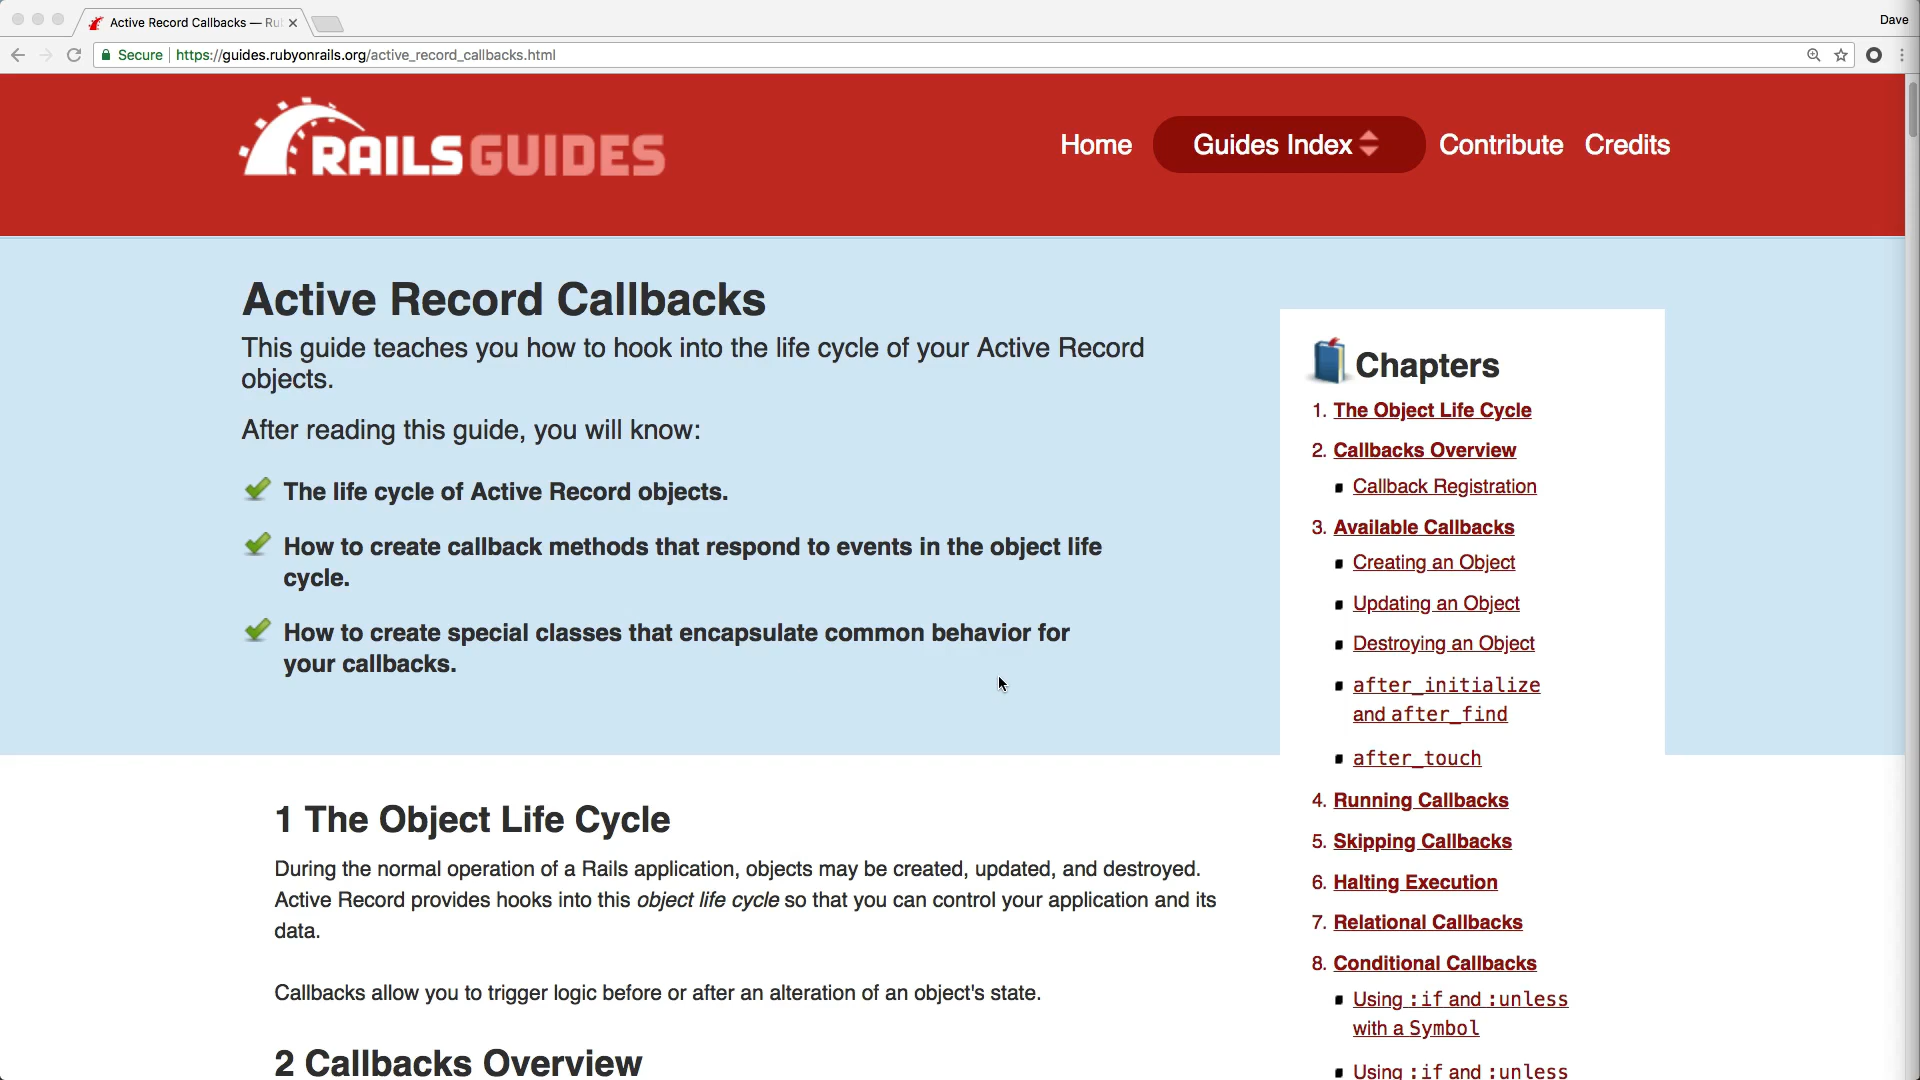 Active Record Callbacks — Ru
Dave
Secure
https://guides.rubyonrails.org/active_record_callbacks.html
RAILSGUIDES
Home
Guides Index
Contribute
Credits
Active Record Callbacks
This guide teaches you how to hook into the life cycle of your Active Record
objects.
After reading this guide, you will know:
The life cycle of Active Record objects.
How to create callback methods that respond to events in the object life
cycle.
How to create special classes that encapsulate common behavior for
your callbacks.
Chapters
1. The Object Life Cycle
2. Callbacks Overview
Callback Registration
3. Available Callbacks
Creating an Object
Updating an Object
Destroying an Object
after_initialize
and after_find
after_touch
4. Running Callbacks
5. Skipping Callbacks
6. Halting Execution
7. Relational Callbacks
8. Conditional Callbacks
Using :if and :unless
with a Symbol
Using :if and :unless
1 The Object Life Cycle
During the normal operation of a Rails application, objects may be created, updated, and destroyed.
Active Record provides hooks into this object life cycle so that you can control your application and its
data.
Callbacks allow you to trigger logic before or after an alteration of an object's state.
2 Callbacks Overview